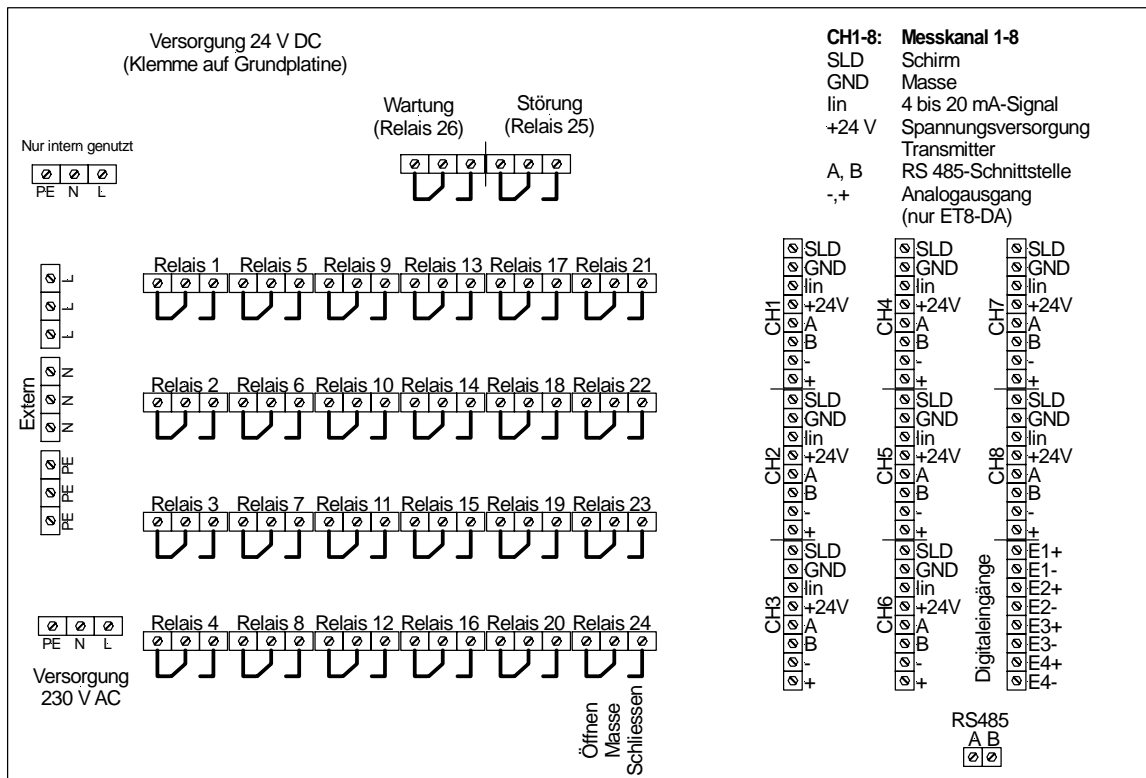 Versorgung 24 V DC
(Klemme auf Grundplatine)
Wartung
(Relais 26)
Störung
(Relais 25)
CH1-8: Messkanal 1-8
SLD Schirm
GND Masse
Iin 4 bis 20 mA-Signal
+24 V Spannungsversorgung
Transmitter
A, B RS 485-Schnittstelle
-,+ Analogausgang
(nur ET8-DA)
Nur intern genutzt
PE N L
Extern
L
L
L
N
N
N
PE
PE
PE
Relais 1 Relais 5 Relais 9 Relais 13 Relais 17 Relais 21
Relais 2 Relais 6 Relais 10 Relais 14 Relais 18 Relais 22
Relais 3 Relais 7 Relais 11 Relais 15 Relais 19 Relais 23
Relais 4 Relais 8 Relais 12 Relais 16 Relais 20 Relais 24
PE N L
Versorgung
230 V AC
Öffnen
Masse
Schliessen
CH1
SLD
GND
Iin
+24V
A
B
-
+
CH2
SLD
GND
Iin
+24V
A
B
-
+
CH3
SLD
GND
Iin
+24V
A
B
-
+
CH4
SLD
GND
Iin
+24V
A
B
-
+
CH5
SLD
GND
Iin
+24V
A
B
-
+
CH6
SLD
GND
Iin
+24V
A
B
-
+
CH7
SLD
GND
Iin
+24V
A
B
-
+
CH8
SLD
GND
Iin
+24V
A
B
-
+
Digitaleingänge
E1+
E1-
E2+
E2-
E3+
E3-
E4+
E4-
RS485
A B